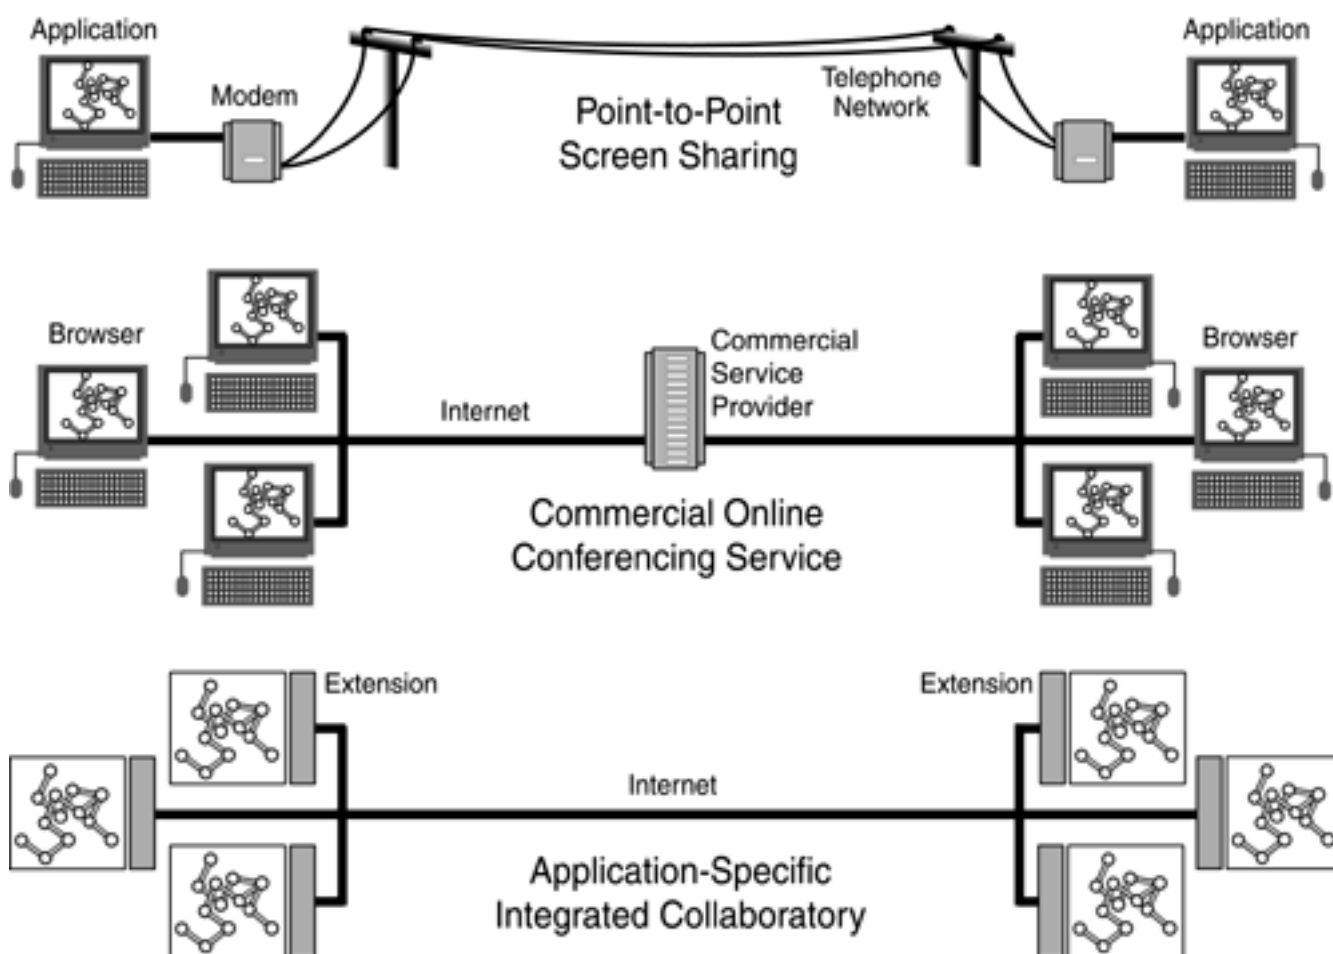 Application
Application
Modem
Telephone
Network
Point-to-Point
Screen Sharing
Browser
Commercial
Service
Provider
Browser
Internet
Commercial Online
Conferencing Service
Extension
Extension
Internet
Application-Specific
Integrated Collaboratory